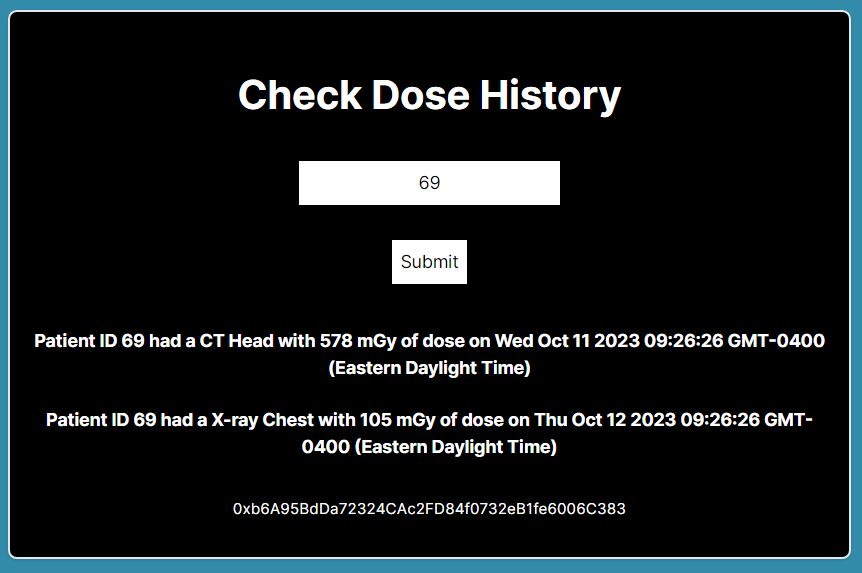 Check Dose History
69
Submit
Patient ID 69 had a CT Head with 578 mGy of dose on Wed Oct 11 2023 09:26:26 GMT-0400
(Eastern Daylight Time)
Patient ID 69 had a X-ray Chest with 105 mGy of dose on Thu Oct 12 2023 09:26:26 GMT-
0400 (Eastern Daylight Time)
0xb6A95BdDa72324CAc2FD84f0732eB1fe6006C383